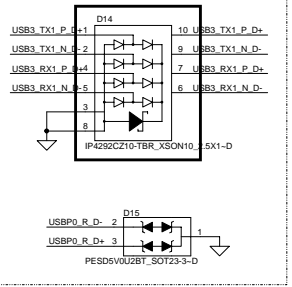 D14
USB3_TX1_P_D+ 1 10 USB3_TX1_P_D+
USB3_TX1_N_D- 2 9 USB3_TX1_N_D-
USB3_RX1_P_D+ 4 7 USB3_RX1_P_D+
USB3_RX1_N_D- 5 6 USB3_RX1_N_D-
3
8
IP4292CZ10-TBR_XSON10_2.5X1~D
D15
USBP0_R_D- 2
1
USBP0_R_D+ 3
PESD5V0U2BT_SOT23-3~D